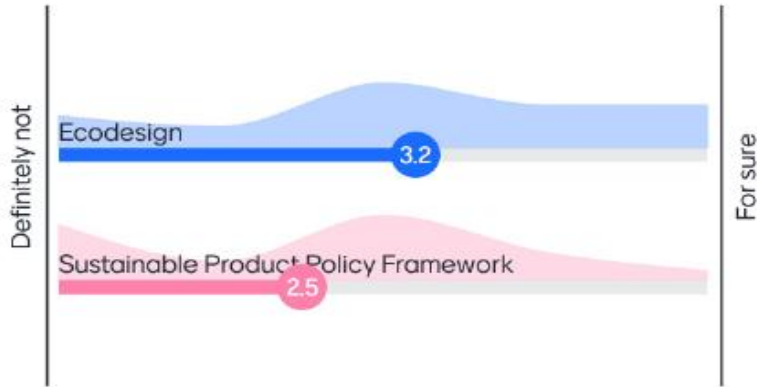 Definitely not
Ecodesign
3.2
Sustainable Product Policy Framework
2.5
For sure